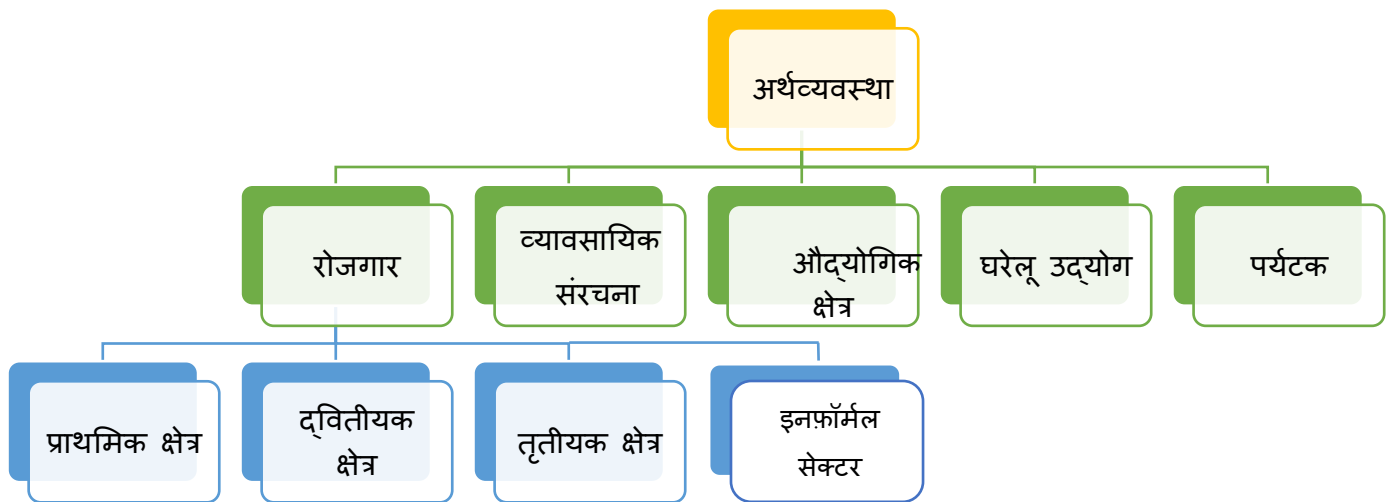 अर्थव्यवस्था
रोजगार
व्यावसायिक
संरचना
औद्योगिक
क्षेत्र
घरेलू उद्योग
पर्यटक
प्राथमिक क्षेत्र
द्वितीयक
क्षेत्र
तृतीयक क्षेत्र
इनफ़ॉर्मल
सेक्टर